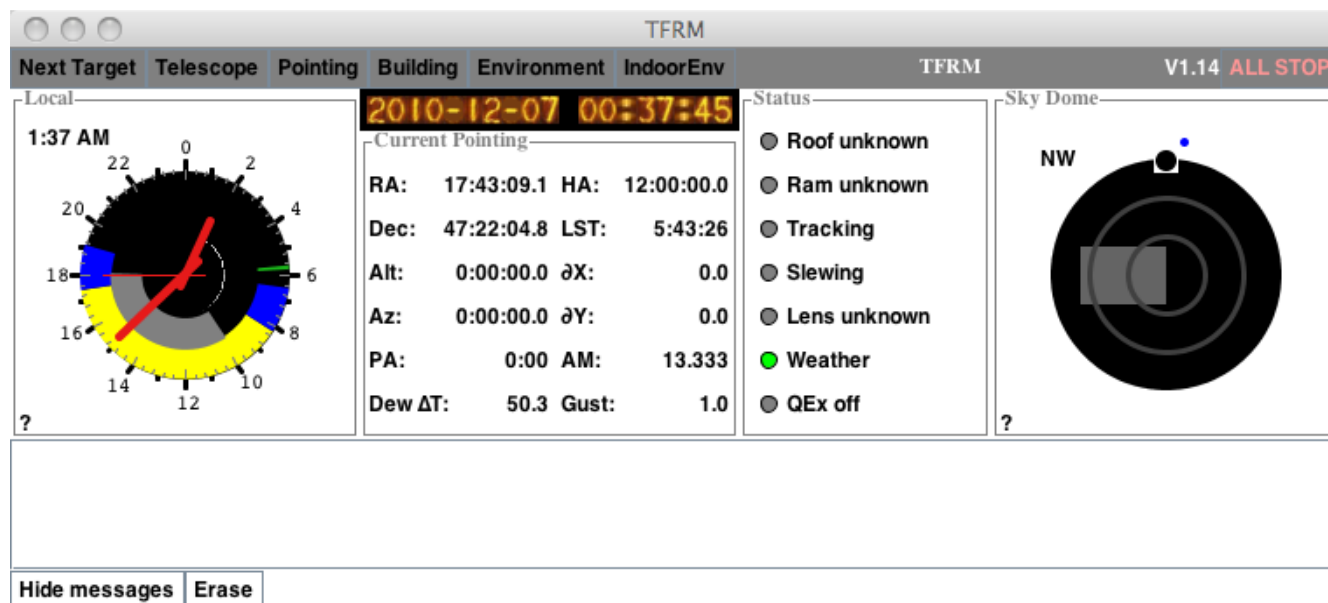 TFRM
Next Target Telescope Pointing Building Environment IndoorEnv TFRM V1.14 ALL STOP
Local
1:37 AM
0
2
4
6
8
10
12
14
16
18
20
22
?
2010-12-07 00:37:45
Current Pointing
RA: 17:43:09.1 HA: 12:00:00.0
Dec: 47:22:04.8 LST: 5:43:26
Alt: 0:00:00.0 ∂X: 0.0
Az: 0:00:00.0 ∂Y: 0.0
PA: 0:00 AM: 13.333
Dew ΔT: 50.3 Gust: 1.0
Status
Roof unknown
Ram unknown
Tracking
Slewing
Lens unknown
Weather
QEx off
Sky Dome
NW
?
Hide messages Erase